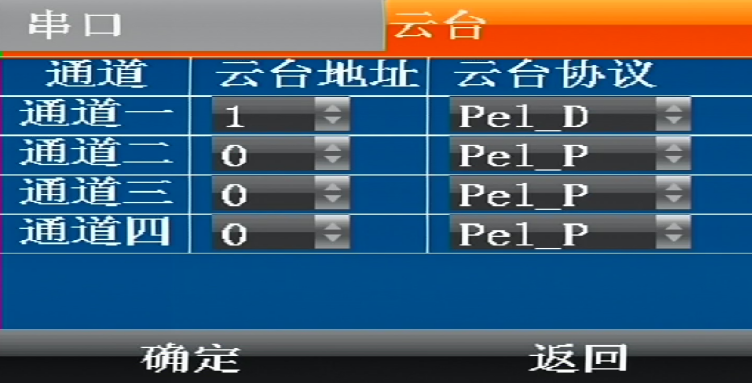 串口 云台
通道 云台地址 云台协议
通道一 1 Pel_D
通道二 0 Pel_P
通道三 0 Pel_P
通道四 0 Pel_P
确定 返回